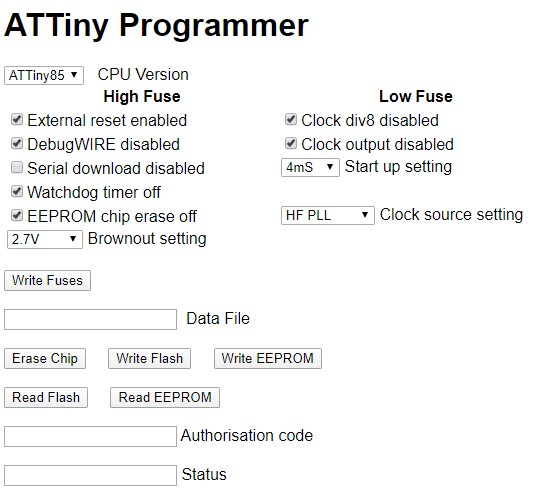 ATTiny Programmer
ATTiny85 CPU Version
High Fuse Low Fuse
External reset enabled Clock div8 disabled
DebugWIRE disabled Clock output disabled
Serial download disabled 4mS Start up setting
Watchdog timer off
EEPROM chip erase off HF PLL Clock source setting
2.7V Brownout setting
Write Fuses
Data File
Erase Chip Write Flash Write EEPROM
Read Flash Read EEPROM
Authorisation code
Status